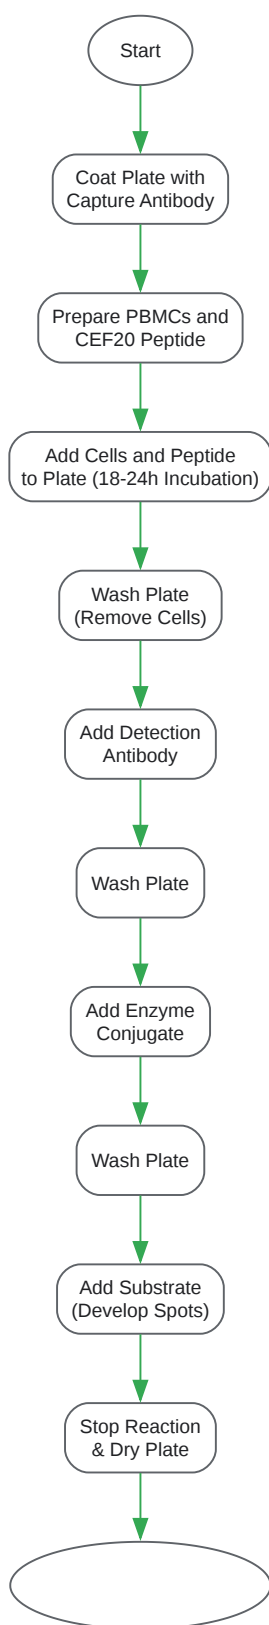 Start
Coat Plate with
Capture Antibody
Prepare PBMCs and
CEF20 Peptide
Add Cells and Peptide
to Plate (18-24h Incubation)
Wash Plate
(Remove Cells)
Add Detection
Antibody
Wash Plate
Add Enzyme
Conjugate
Wash Plate
Add Substrate
(Develop Spots)
Stop Reaction
& Dry Plate